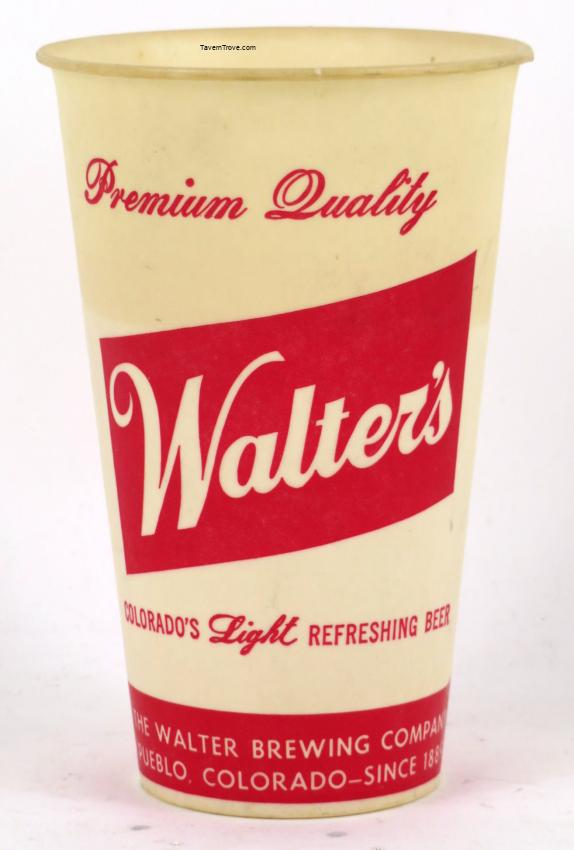 TavernTrove.com
Premium Quality
Walter's
COLORADO'S Light REFRESHING BEER
THE WALTER BREWING COMPAN
PUEBLO, COLORADO—SINCE 188